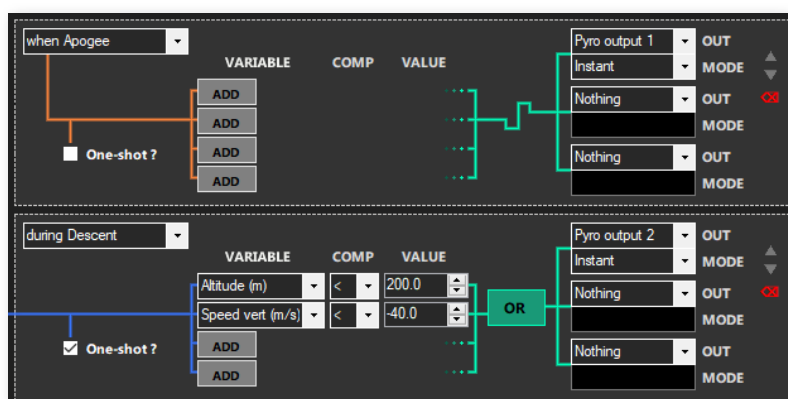 when Apogee
Pyro output 1 OUT
VARIABLE COMP VALUE
Instant MODE
ADD
Nothing OUT
ADD
MODE
One-shot ?
ADD
Nothing OUT
ADD
MODE
during Descent
Pyro output 2 OUT
VARIABLE COMP VALUE
Instant MODE
Altitude (m) < 200.0
Nothing OUT
Speed vert (m/s) < -40.0
OR
MODE
One-shot ?
ADD
Nothing OUT
ADD
MODE